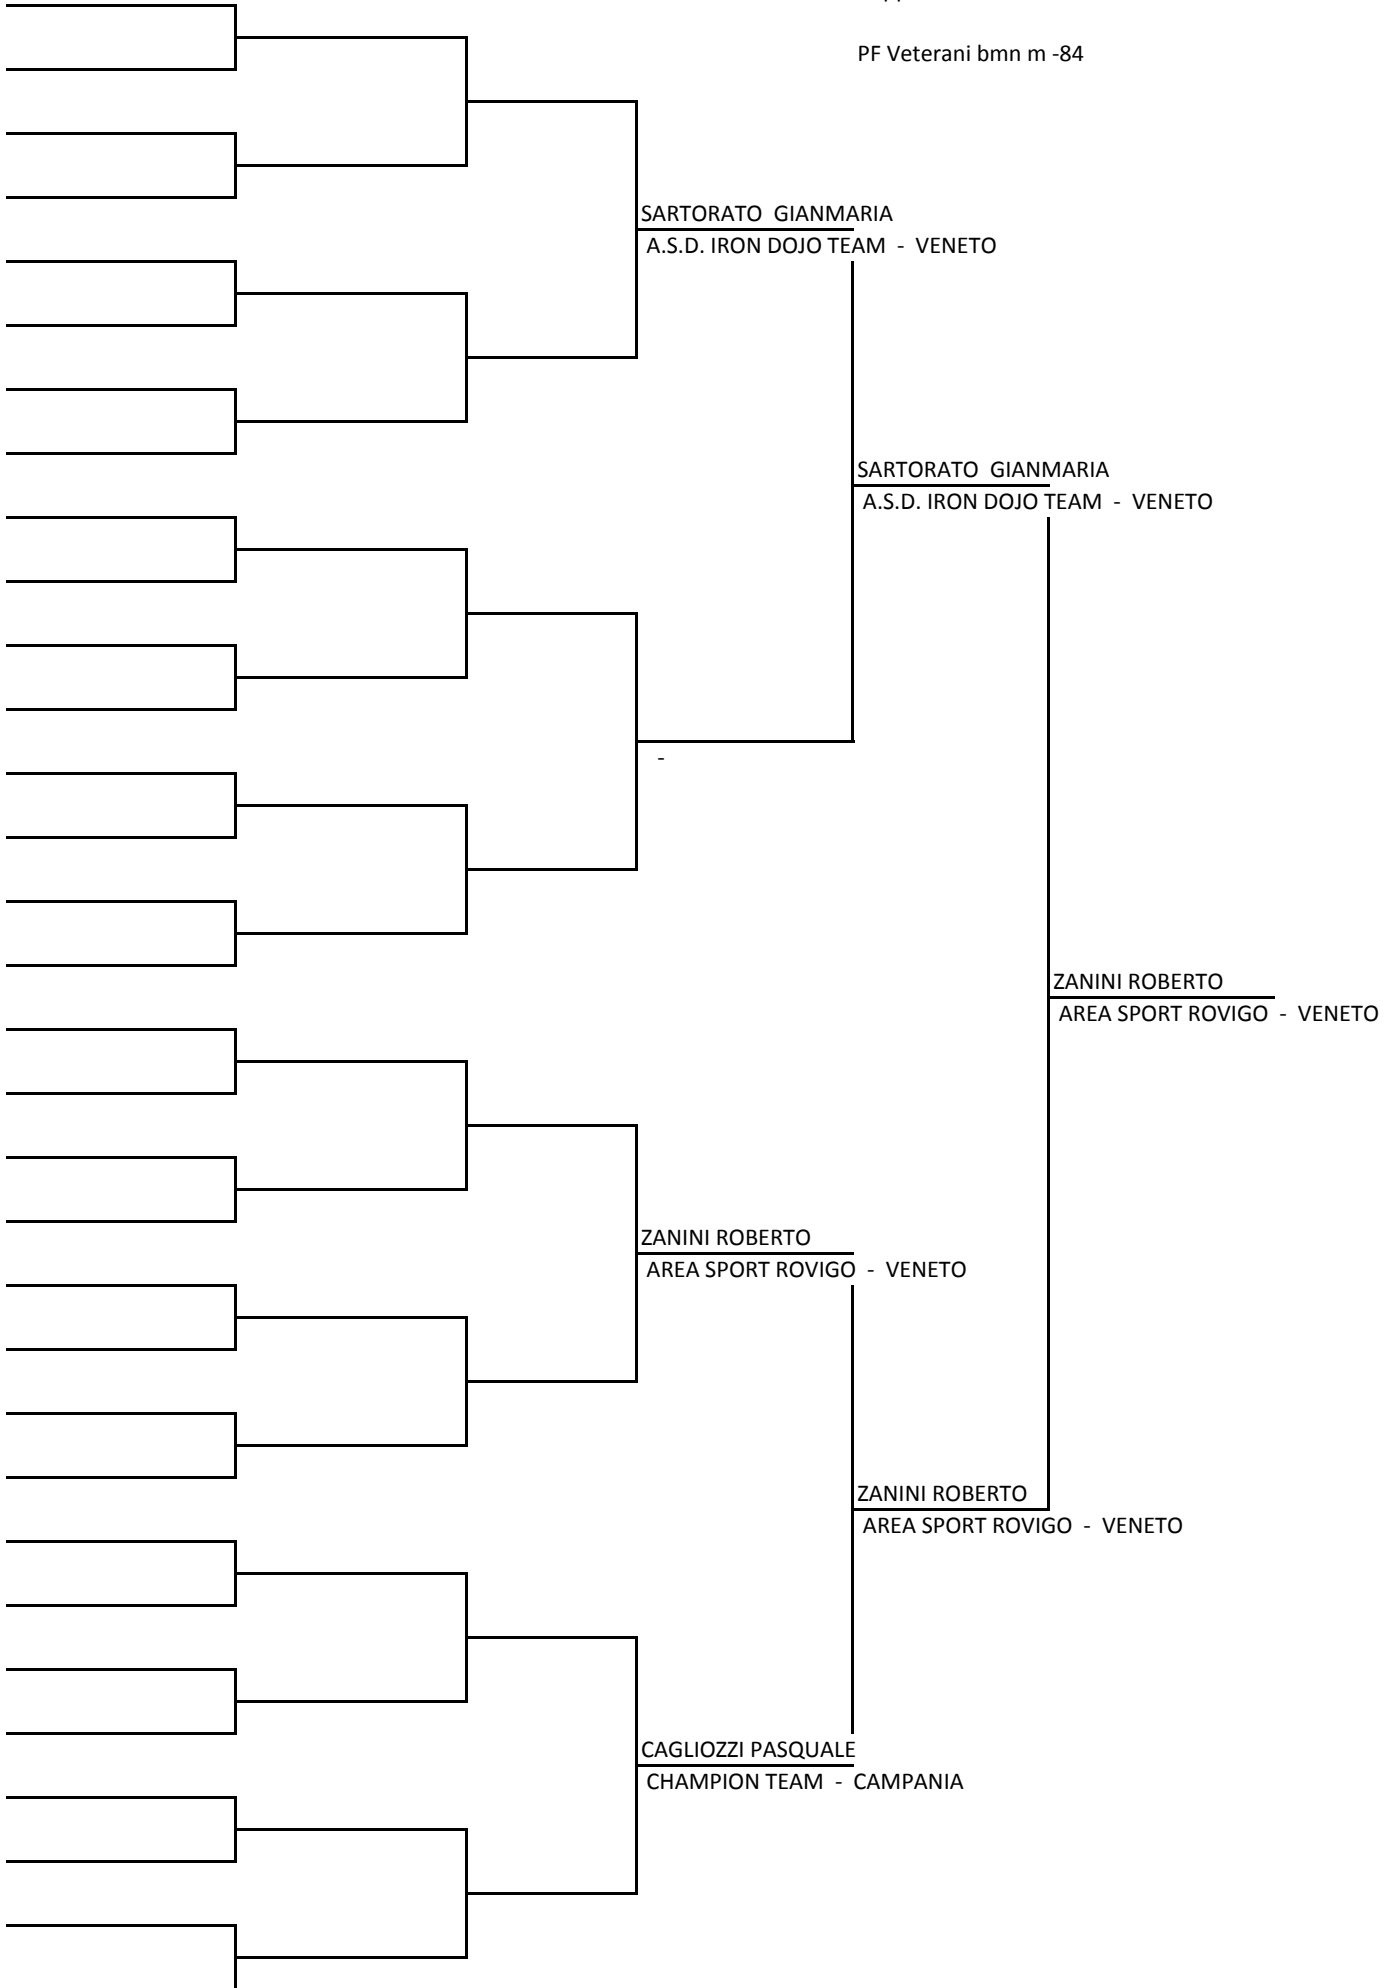 PF Veterani bmn m -84
SARTORATO  GIANMARIA
A.S.D. IRON DOJO TEAM  -  VENETO
SARTORATO  GIANMARIA
A.S.D. IRON DOJO TEAM  -  VENETO
-
ZANINI ROBERTO
AREA SPORT ROVIGO  -  VENETO
ZANINI ROBERTO
AREA SPORT ROVIGO  -  VENETO
ZANINI ROBERTO
AREA SPORT ROVIGO  -  VENETO
CAGLIOZZI PASQUALE
CHAMPION TEAM  -  CAMPANIA